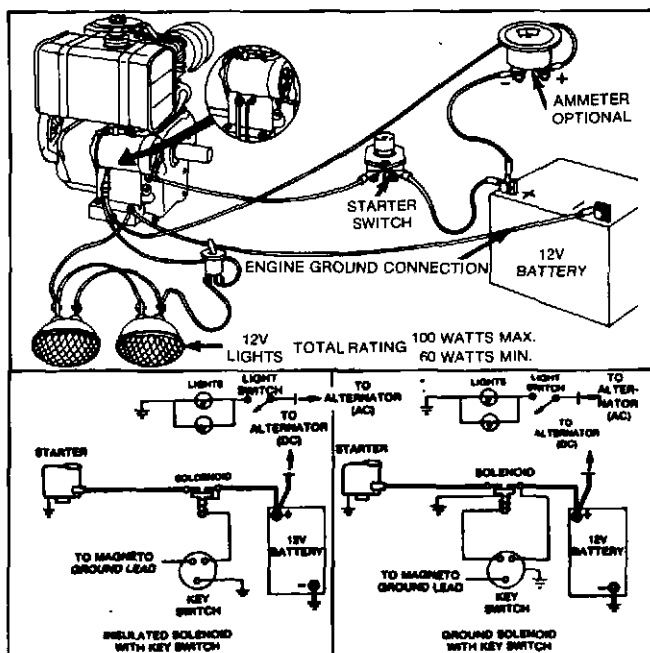 - +
AMMETER
OPTIONAL
STARTER
SWITCH
+
-
12V
BATTERY
ENGINE GROUND CONNECTION
12V
LIGHTS
TOTAL RATING
100 WATTS MAX.
60 WATTS MIN.
LIGHTS
LIGHT
SWITCH
TO
ALTERNATOR
(AC)
TO
ALTERNATOR
(DC)
STARTER
SOLENOID
+
12V
BATTERY
-
TO MAGNETO
GROUND LEAD
KEY
SWITCH
INSULATED SOLENOID
WITH KEY SWITCH
LIGHTS
LIGHT
SWITCH
TO
ALTER-
NATOR
(AC)
TO
ALTERNATOR
(DC)
STARTER
SOLENOID
+
12V
BATTERY
-
TO MAGNETO
GROUND LEAD
KEY
SWITCH
GROUND SOLENOID
WITH KEY SWITCH